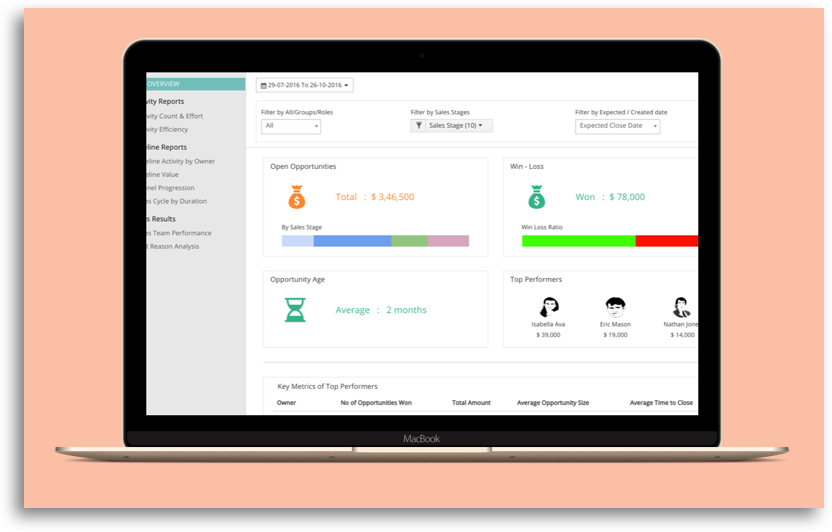 OVERVIEW
29-07-2016 To 26-10-2016
vity Reports
vity Count & Effort
vity Efficiency
line Reports
eline Activity by Owner
eline Value
nel Progression
es Cycle by Duration
s Results
es Team Performance
t Reason Analysis
Filter by All/Groups/Roles
All
Filter by Sales Stages
Sales Stage (10)
Filter by Expected / Created date
Expected Close Date
Open Opportunities
Total : $ 3,46,500
By Sales Stage
Win - Loss
Won : $ 78,000
Win Loss Ratio
Opportunity Age
Average : 2 months
Top Performers
Isabella Ava
Eric Mason
Nathan Jone
$ 39,000
$ 19,000
$ 14,000
Key Metrics of Top Performers
Owner No of Opportunities Won Total Amount Average Opportunity Size Average Time to Close
MacBook